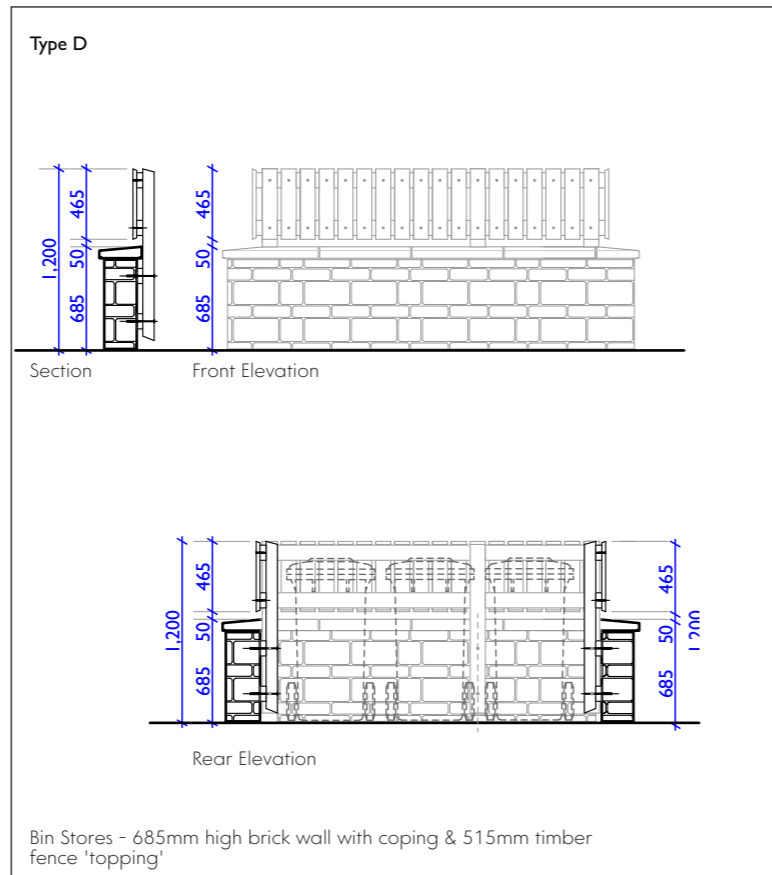 Type D
1,200
465
50
685
465
50
685
Section
Front Elevation
1,200
465
50
685
465
50
685
1,200
Rear Elevation
Bin Stores - 685mm high brick wall with coping & 515mm timber
fence 'topping'